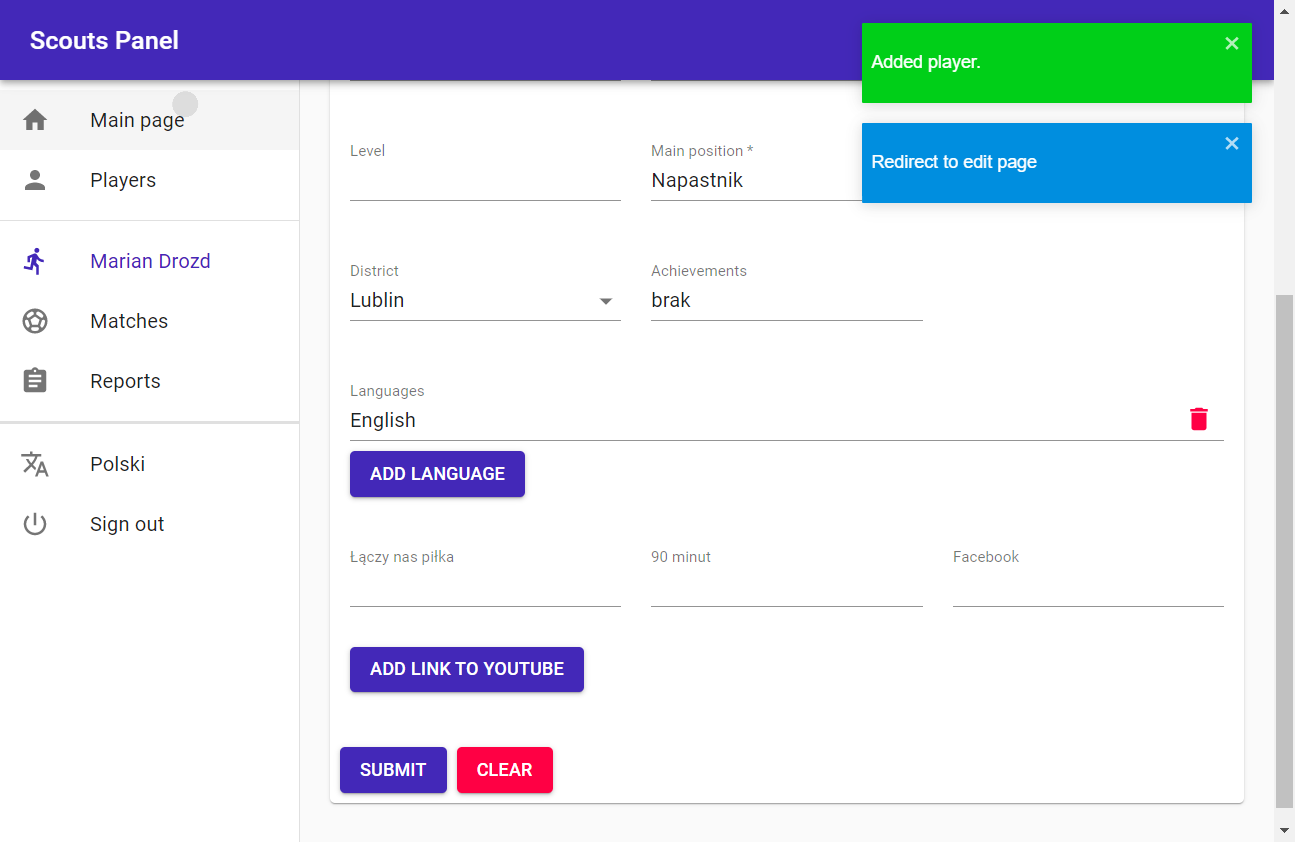 Scouts Panel
Added player.
Redirect to edit page
Main page
Players
Marian Drozd
Matches
Reports
Polski
Sign out
Level
Main position *
Napastnik
District
Achievements
Lublin
brak
Languages
English
ADD LANGUAGE
Łączy nas piłka
90 minut
Facebook
ADD LINK TO YOUTUBE
SUBMIT
CLEAR